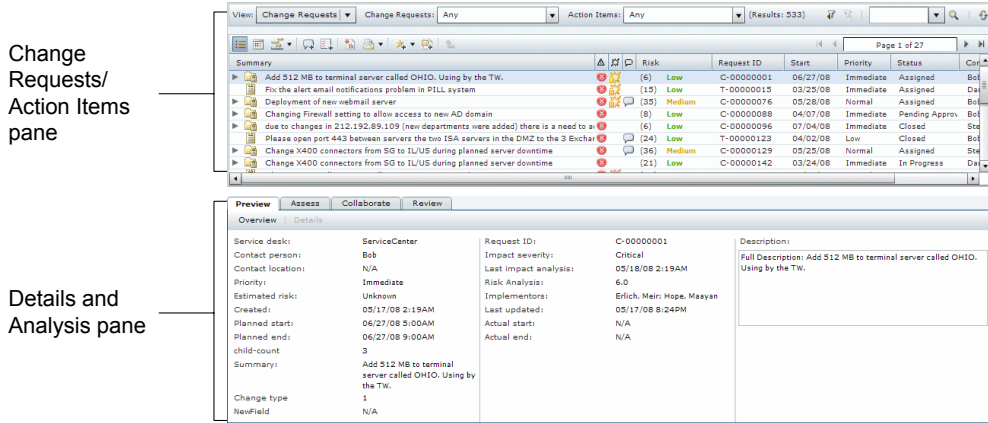 View: Change Requests Change Requests: Any Action Items: Any (Results: 533)
Page 1 of 27
Change Requests/ Action Items pane
Summary Risk Request ID Start Priority Status Cor
Add 512 MB to terminal server called OHIO. Using by the TW. (6) Low C-00000001 06/27/08 Immediate Assigned Bob
Fix the alert email notifications problem in PILL system (15) Low T-00000015 03/25/08 Immediate Assigned Dan
Deployment of new webmail server (35) Medium C-00000076 05/28/08 Normal Assigned Bob
Changing Firewall setting to allow access to new AD domain (8) Low C-00000088 04/07/08 Immediate Pending Approv Bob
due to changes in 212.192.89.109 (new departments were added) there is a need to a (6) Low C-00000096 07/04/08 Immediate Closed Ste
Please open port 443 between servers the two ISA servers in the DMZ to the 3 Exchar (24) Low T-00000123 04/02/08 Low Closed Bob
Change X400 connectors from SG to IL/US during planned server downtime (36) Medium C-00000129 05/25/08 Normal Assigned Ste
Change X400 connectors from SG to IL/US during planned server downtime (21) Low C-00000142 03/24/08 Immediate In Progress Dar
Details and Analysis pane
Preview Assess Collaborate Review
Overview Details
Service desk: ServiceCenter Request ID: C-00000001 Description:
Contact person: Bob Impact severity: Critical Full Description: Add 512 MB to terminal server called OHIO.
Contact location: N/A Last impact analysis: 05/18/08 2:19AM Using by the TW.
Priority: Immediate Risk Analysis: 6.0
Estimated risk: Unknown Implementors: Erlich, Meir; Hope, Maayan
Created: 05/17/08 2:19AM Last updated: 05/17/08 8:24PM
Planned start: 06/27/08 5:00AM Actual start: N/A
Planned end: 06/27/08 9:00AM Actual end: N/A
child-count 3
Summary: Add 512 MB to terminal
server called OHIO. Using by
the TW.
Change type 1
NewField N/A